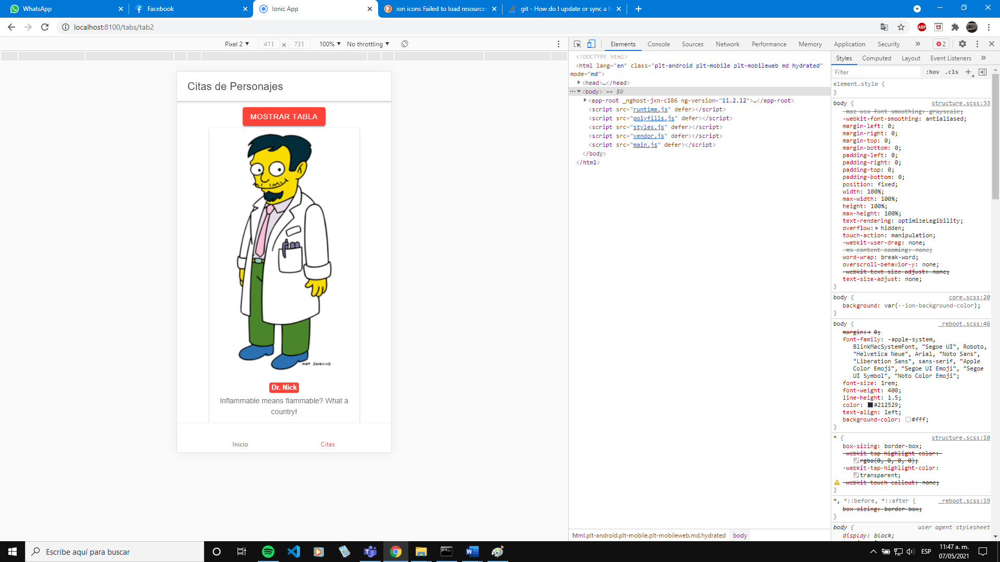 WhatsApp
Facebook
Ionic App
ion icons Failed to load resource:
git - How do I update or sync a fo
localhost:8100/tabs/tab2
ABP
Pixel 2 ▼ 411 x 731 100% ▼ No throttling ▼
Elements Console Sources Network Performance Memory Application Security » 2
<!DOCTYPE html>
<html lang="en" class="plt-android plt-mobile plt-mobileweb md hydrated"
mode="md">
<head>…</head>
<body> == $0
<app-root _nghost-jxn-c186 ng-version="11.2.12">…</app-root>
<script src="runtime.js" defer></script>
<script src="polyfills.js" defer></script>
<script src="styles.js" defer></script>
<script src="vendor.js" defer></script>
<script src="main.js" defer></script>
</body>
</html>
html.plt-android.plt-mobile.plt-mobileweb.md.hydrated body
Styles Computed Layout Event Listeners »
Filter :hov .cls +
element.style {
}
body { structure.scss:33
-moz-osx-font-smoothing: grayscale;
-webkit-font-smoothing: antialiased;
margin-left: 0;
margin-right: 0;
margin-top: 0;
margin-bottom: 0;
padding-left: 0;
padding-right: 0;
padding-top: 0;
padding-bottom: 0;
position: fixed;
width: 100%;
max-width: 100%;
height: 100%;
max-height: 100%;
text-rendering: optimizeLegibility;
overflow: hidden;
touch-action: manipulation;
-webkit-user-drag: none;
-ms-content-zooming: none;
word-wrap: break-word;
overscroll-behavior-y: none;
-webkit-text-size-adjust: none;
text-size-adjust: none;
}
body { core.scss:20
background: var(--ion-background-color);
}
body { _reboot.scss:46
margin: 0;
font-family: -apple-system,
BlinkMacSystemFont, "Segoe UI", Roboto,
"Helvetica Neue", Arial, "Noto Sans",
"Liberation Sans", sans-serif, "Apple
Color Emoji", "Segoe UI Emoji", "Segoe
UI Symbol", "Noto Color Emoji";
font-size: 1rem;
font-weight: 400;
line-height: 1.5;
color: #212529;
text-align: left;
background-color: #fff;
}
* { structure.scss:10
box-sizing: border-box;
-webkit-tap-highlight-color:
rgba(0, 0, 0, 0);
-webkit-tap-highlight-color:
transparent;
-webkit-touch-callout: none;
}
*, *::before, *::after { _reboot.scss:19
box-sizing: border-box;
}
body { user agent stylesheet
display: block;
Citas de Personajes
MOSTRAR TABLA
MATT GROENING
Dr. Nick
Inflammable means flammable? What a
country!
Inicio Citas
Escribe aquí para buscar
ESP
11:47 a. m.
07/05/2021